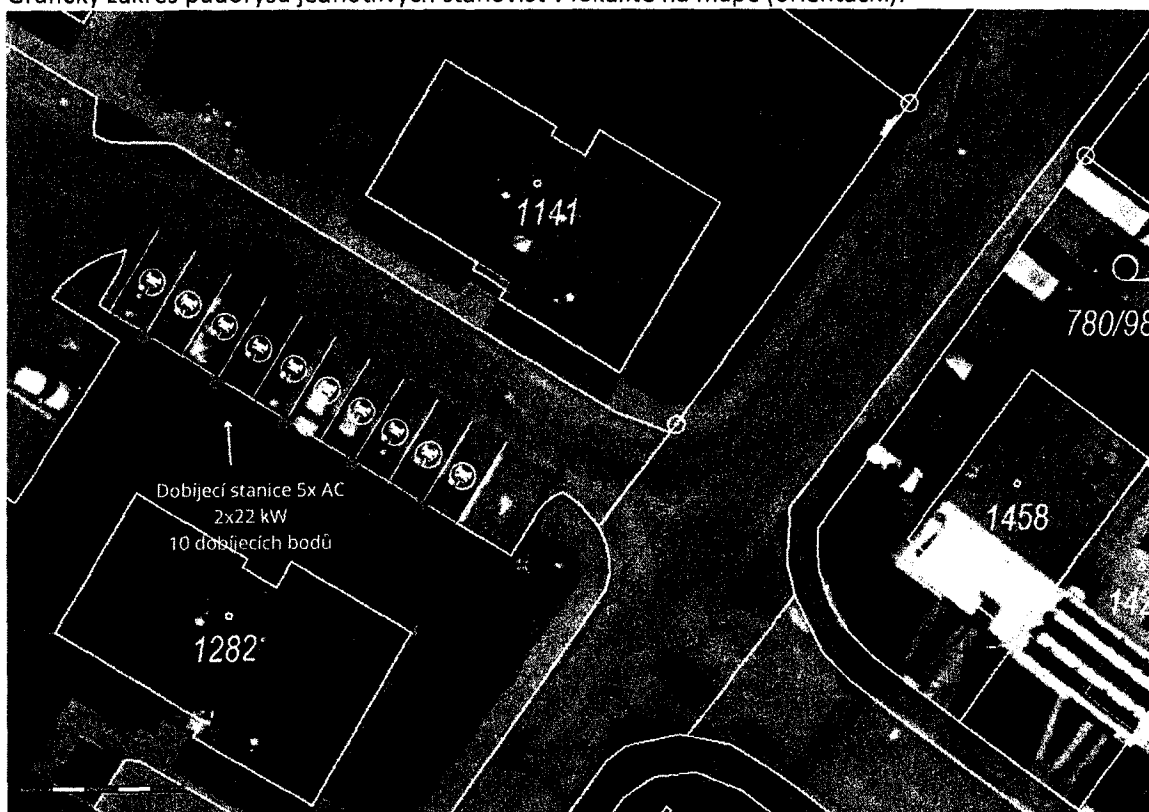 Grafický zákres půdorysu jednotlivých stanovišť v lokalitě na mapě (orientační):
1141
780/98
Dobíjecí stanice 5x AC
2x22 kW
10 dobíjecích bodů
1458
1282